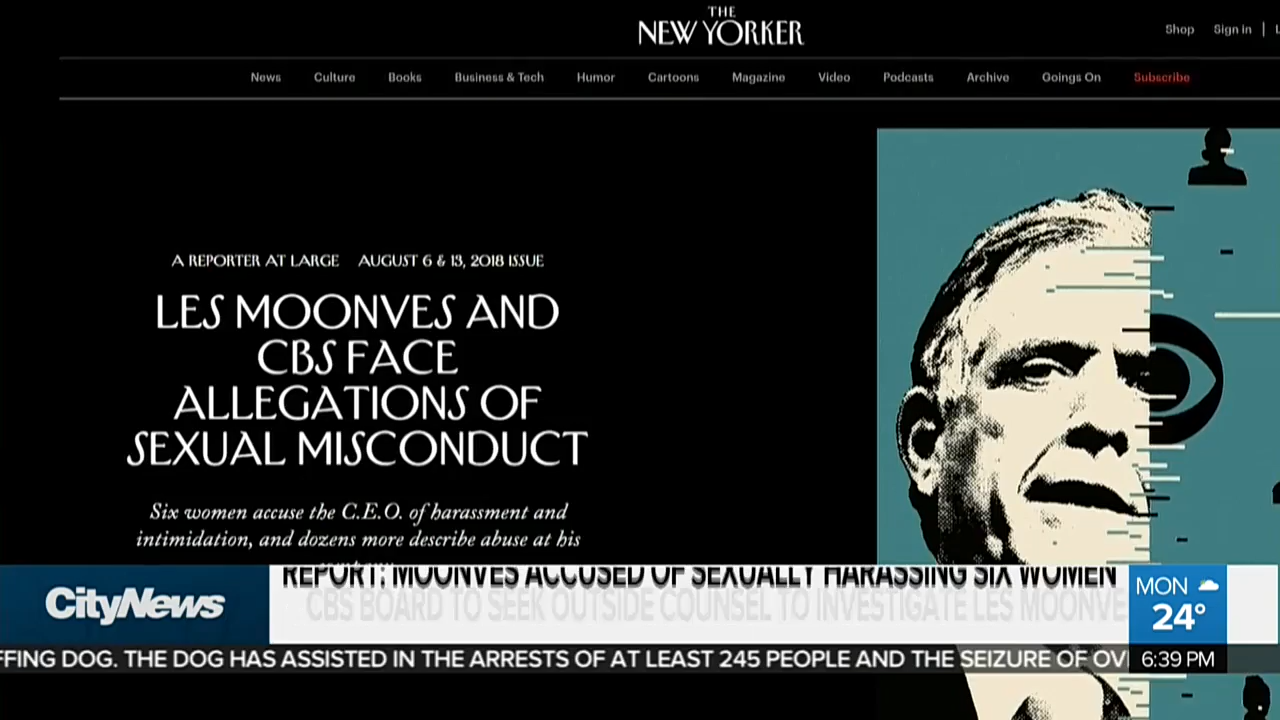 THE
NEW YORKER
Shop Sign in
News Culture Books Business & Tech Humor Cartoons Magazine Video Podcasts Archive Goings On Subscribe
A REPORTER AT LARGE AUGUST 6 & 13, 2018 ISSUE
LES MOONVES AND
CBS FACE
ALLEGATIONS OF
SEXUAL MISCONDUCT
Six women accuse the C.E.O. of harassment and
intimidation, and dozens more describe abuse at his
REPORT: MOONVES ACCUSED OF SEXUALLY HARASSING SIX WOMEN
CBS BOARD TO SEEK OUTSIDE COUNSEL TO INVESTIGATE LES MOONVE
CityNews
MON
24°
FFING DOG. THE DOG HAS ASSISTED IN THE ARRESTS OF AT LEAST 245 PEOPLE AND THE SEIZURE OF OV
6:39 PM